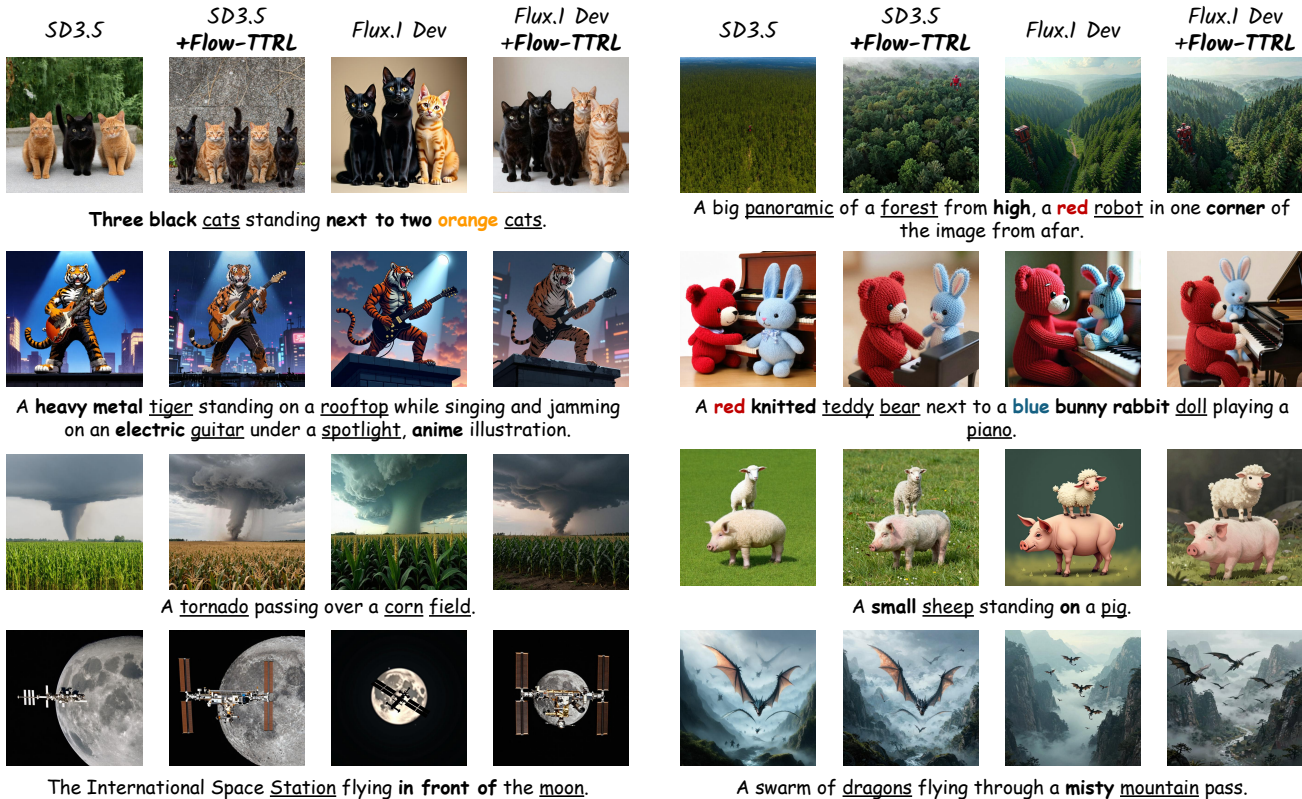 SD3.5
SD3.5
+Flow-TTRL
Flux.1 Dev
Flux.1 Dev
+Flow-TTRL
SD3.5
SD3.5
+Flow-TTRL
Flux.1 Dev
Flux.1 Dev
+Flow-TTRL
Three black cats standing next to two orange cats.
A big panoramic of a forest from high, a red robot in one corner of
the image from afar.
A heavy metal tiger standing on a rooftop while singing and jamming
on an electric guitar under a spotlight, anime illustration.
A red knitted teddy bear next to a blue bunny rabbit doll playing a
piano.
A tornado passing over a corn field.
A small sheep standing on a pig.
The International Space Station flying in front of the moon.
A swarm of dragons flying through a misty mountain pass.